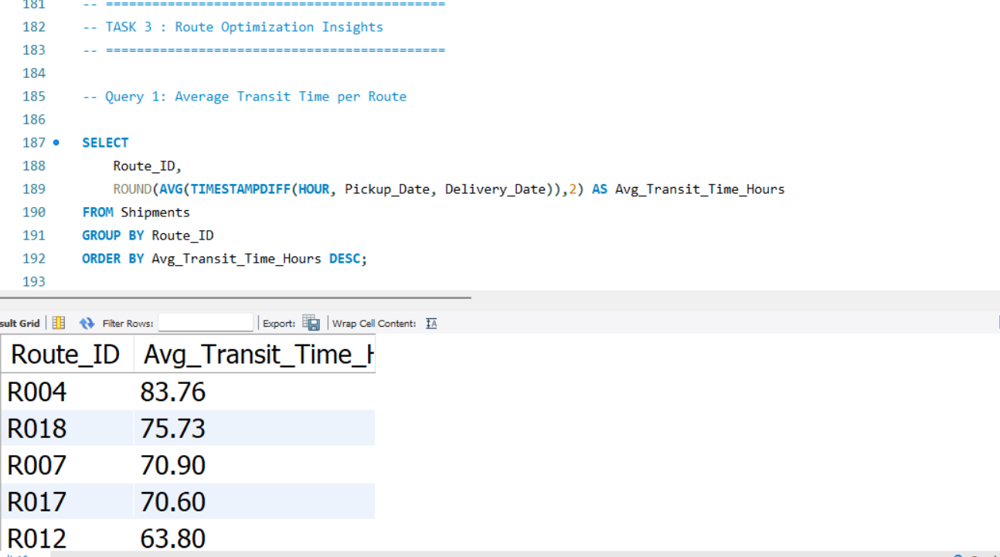 181 -- ============================================
182 -- TASK 3 : Route Optimization Insights
183 -- ============================================
184
185 -- Query 1: Average Transit Time per Route
186
187 SELECT
188 Route_ID,
189 ROUND(AVG(TIMESTAMPDIFF(HOUR, Pickup_Date, Delivery_Date)),2) AS Avg_Transit_Time_Hours
190 FROM Shipments
191 GROUP BY Route_ID
192 ORDER BY Avg_Transit_Time_Hours DESC;
193
sult Grid Filter Rows: Export: Wrap Cell Content:
Route_ID Avg_Transit_Time_H
R004 83.76
R018 75.73
R007 70.90
R017 70.60
R012 63.80